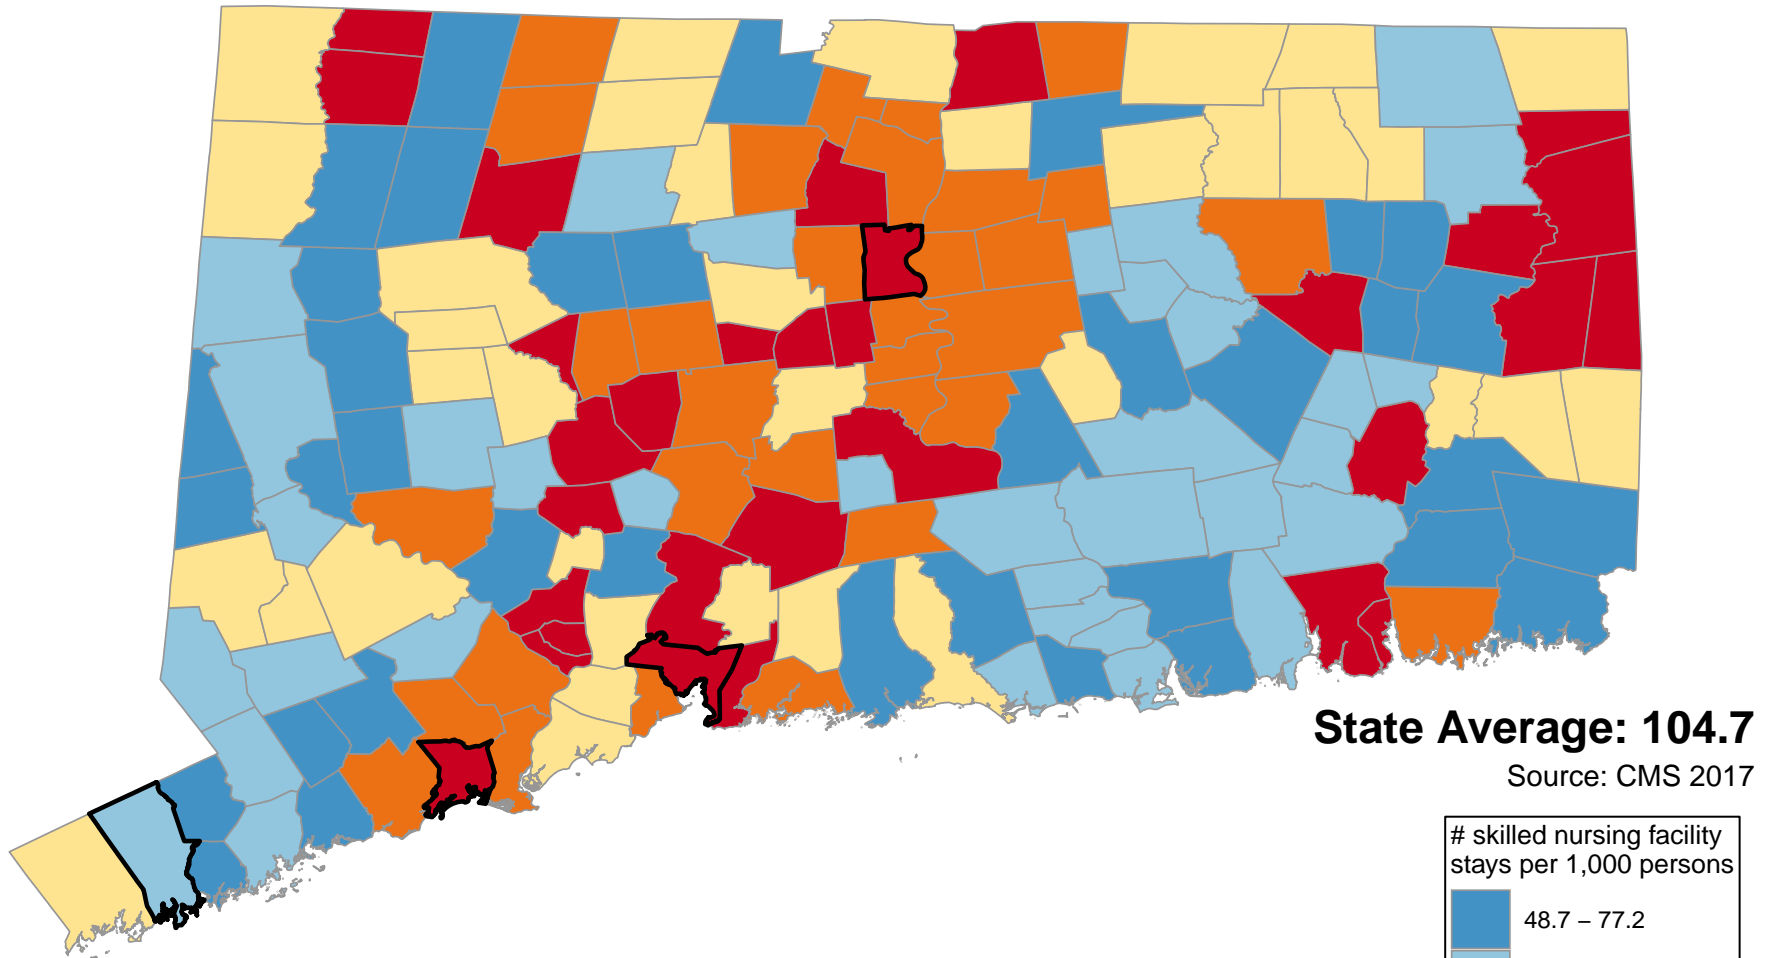 State Average: 104.7
Source: CMS 2017
# skilled nursing facility
stays per 1,000 persons
48.7 – 77.2